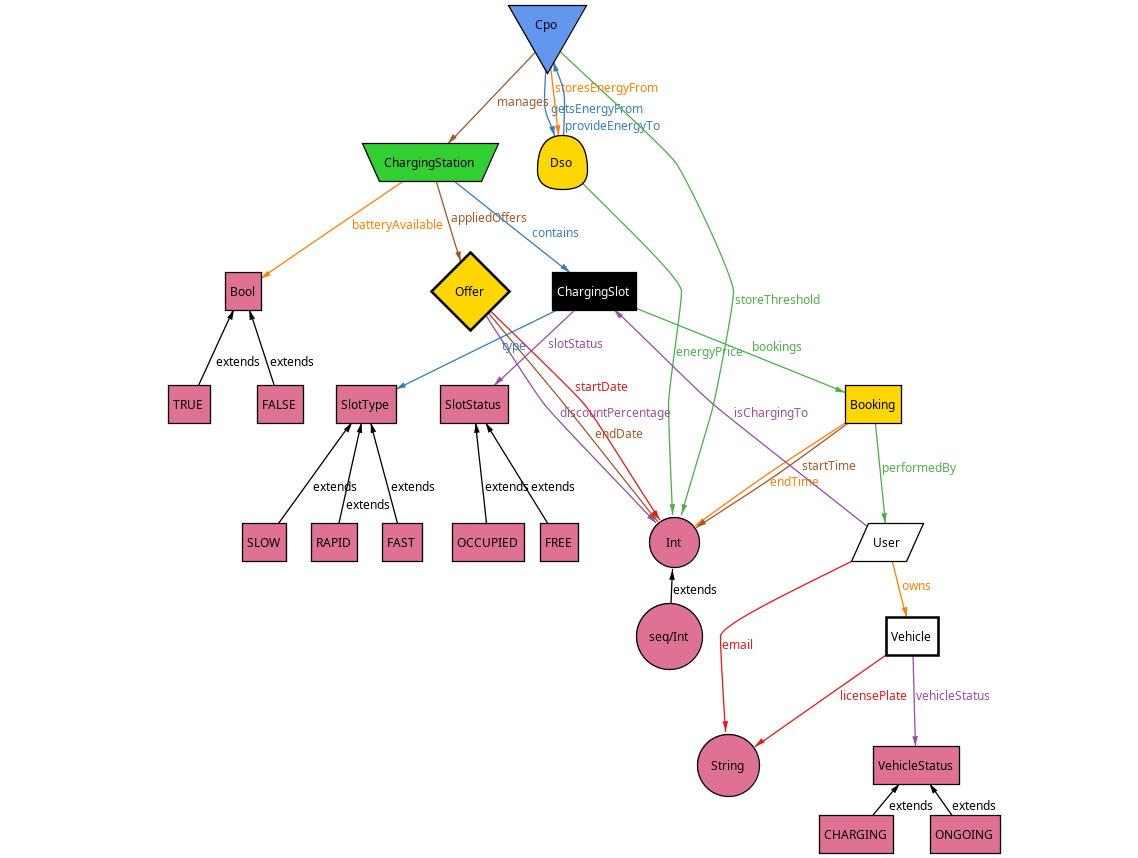 Cpo
storesEnergyFrom
manages
getsEnergyFrom
provideEnergyTo
ChargingStation
Dso
batteryAvailable
appliedOffers
contains
Bool
Offer
ChargingSlot
storeThreshold
extends
extends
type
slotStatus
energyPrice
bookings
startDate
TRUE
FALSE
SlotType
SlotStatus
discountPercentage
isChargingTo
Booking
endDate
startTime
performedBy
endTime
extends
extends
extends
extends
extends
SLOW
RAPID
FAST
OCCUPIED
FREE
Int
User
extends
owns
seq/Int
Vehicle
email
licensePlate
vehicleStatus
String
VehicleStatus
extends
extends
CHARGING
ONGOING